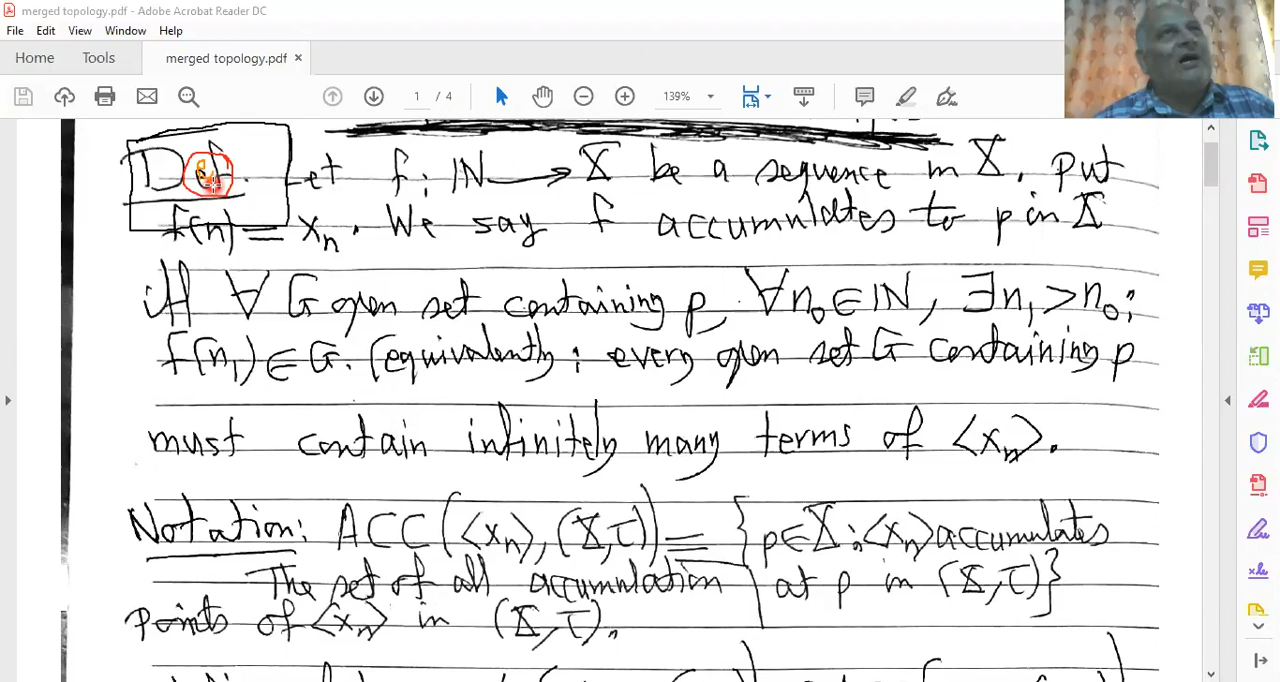 merged topology.pdf - Adobe Acrobat Reader DC
File Edit View Window Help
Home Tools merged topology.pdf ×
1 / 4 139%
Def. Let f: ℕ → X be a sequence in X. Put
f(n) = xₙ. We say f accumulates to p in X
iff ∀ G open set containing p, ∀n₀ ∈ ℕ, ∃n₁ > n₀:
f(n₁) ∈ G. (equivalently: every open set G containing p
must contain infinitely many terms of <xₙ>.
Notation: ACC(<xₙ>, (X,τ)) = {p ∈ X: <xₙ> accumulates
The set of all accumulation at p in (X,τ)}
points of <xₙ> in (X,τ).